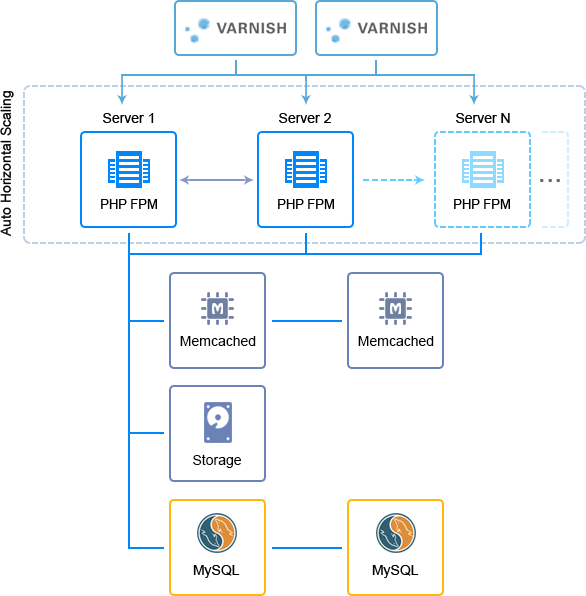 VARNISH
VARNISH
Auto Horizontal Scaling
Server 1
Server 2
Server N
PHP FPM
PHP FPM
PHP FPM
...
M
M
Memcached
Memcached
Storage
MySQL
MySQL